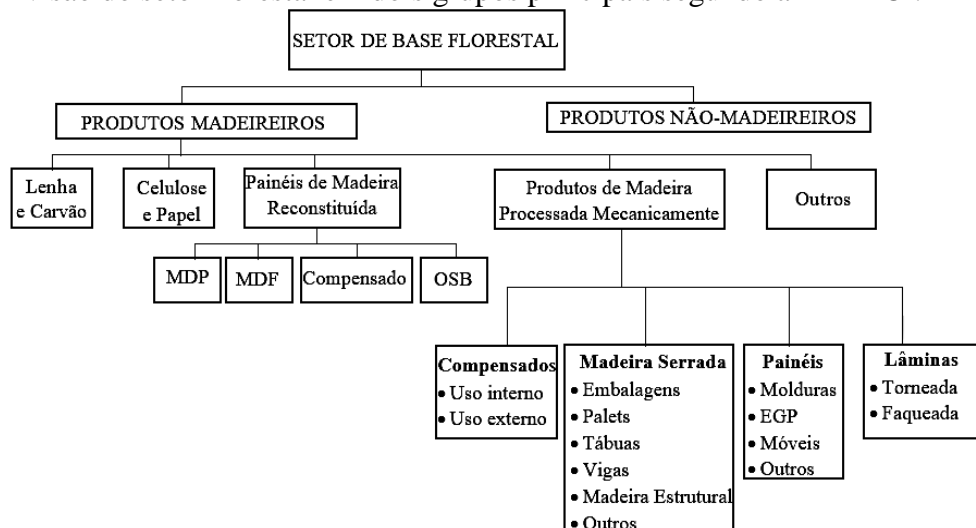 SETOR DE BASE FLORESTAL
PRODUTOS MADEIREIROS
PRODUTOS NÃO-MADEIREIROS
Lenha
e Carvão
Celulose
e Papel
Painéis de Madeira
Reconstituída
Produtos de Madeira
Processada Mecanicamente
Outros
MDP
MDF
Compensado
OSB
Compensados
• Uso interno
• Uso externo
Madeira Serrada
• Embalagens
• Palets
• Tábuas
• Vigas
• Madeira Estrutural
• Outros
Painéis
• Molduras
• EGP
• Móveis
• Outros
Lâminas
• Torneada
• Faqueada